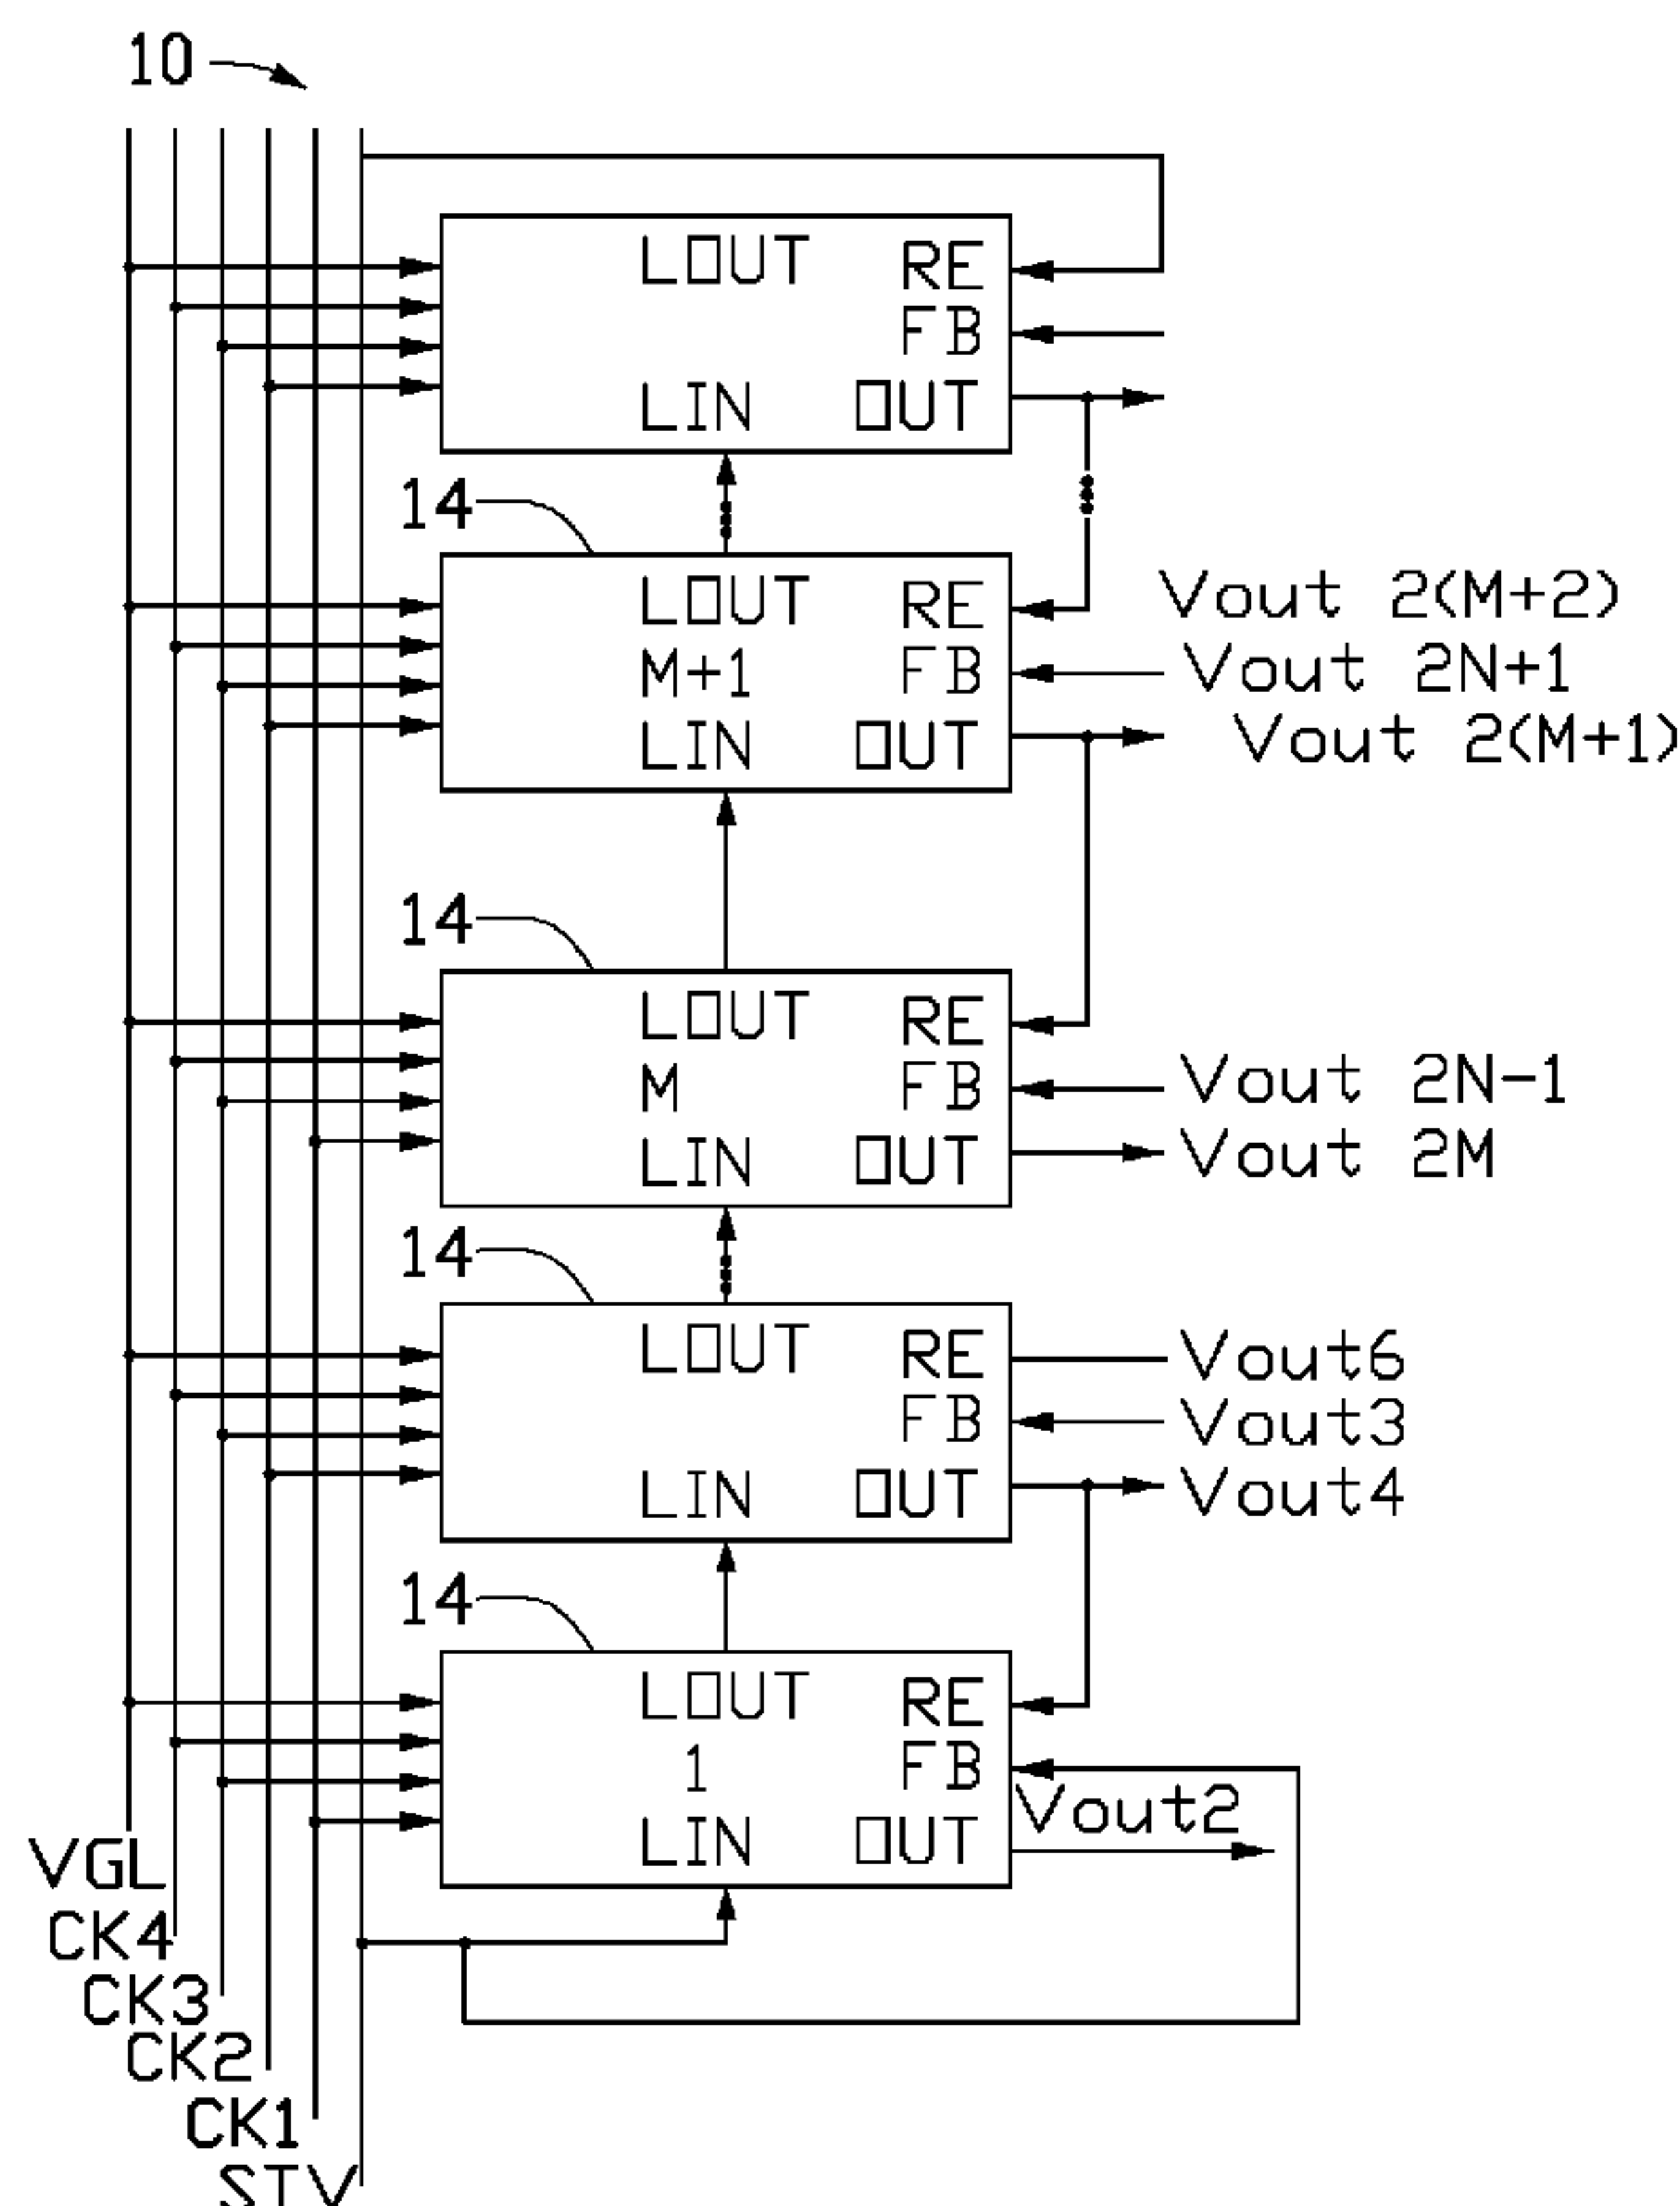 10
LOUT RE
FB
LIN OUT
14
LOUT RE Vout 2(M+2)
M+1 FB Vout 2N+1
LIN OUT Vout 2(M+1)
14
LOUT RE
M FB Vout 2N-1
LIN OUT Vout 2M
14
LOUT RE Vout6
FB Vout3
LIN OUT Vout4
14
LOUT RE
1 FB
Vout2
LIN OUT
VGL
CK4
CK3
CK2
CK1
STV